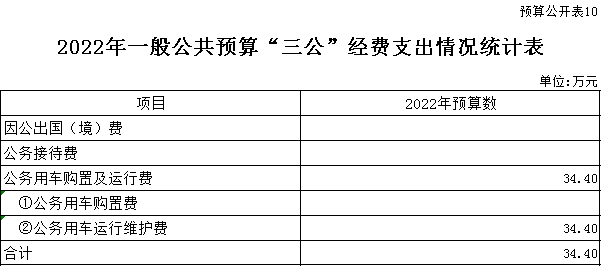 预算公开表10
2022年一般公共预算“三公”经费支出情况统计表
单位:万元
项目 2022年预算数
因公出国（境）费
公务接待费
公务用车购置及运行费 34.40
①公务用车购置费
②公务用车运行维护费 34.40
合计 34.40